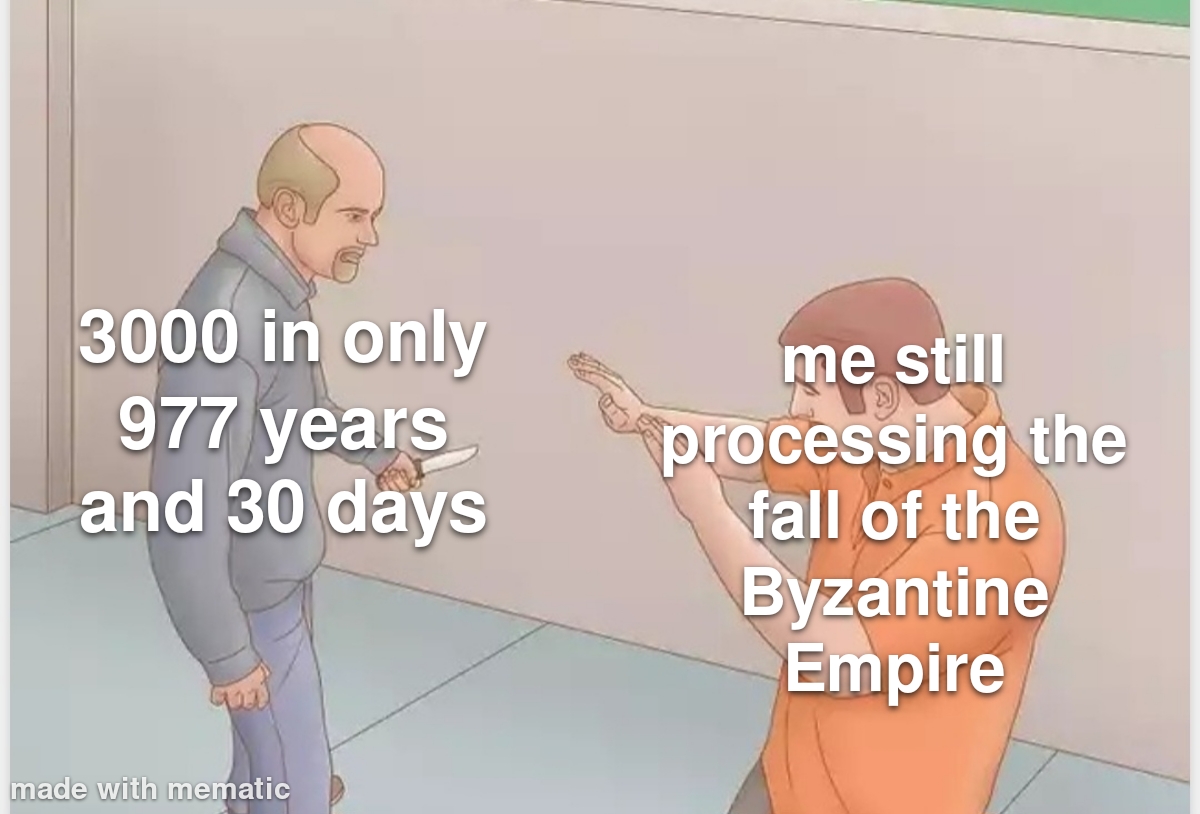 3000 in only
977 years
and 30 days
me still
processing the
fall of the
Byzantine
Empire
made with mematic